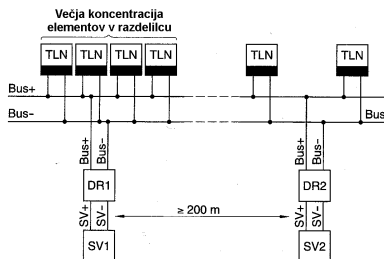 Večja koncentracija
elementov v razdelilcu
TLN TLN TLN TLN TLN TLN
Bus+
Bus– Bus
Bus+ Bus– Bus+ Bus–
DR1 DR2
SV+ SV– SV+ SV–
≥ 200 m
SV1 SV2